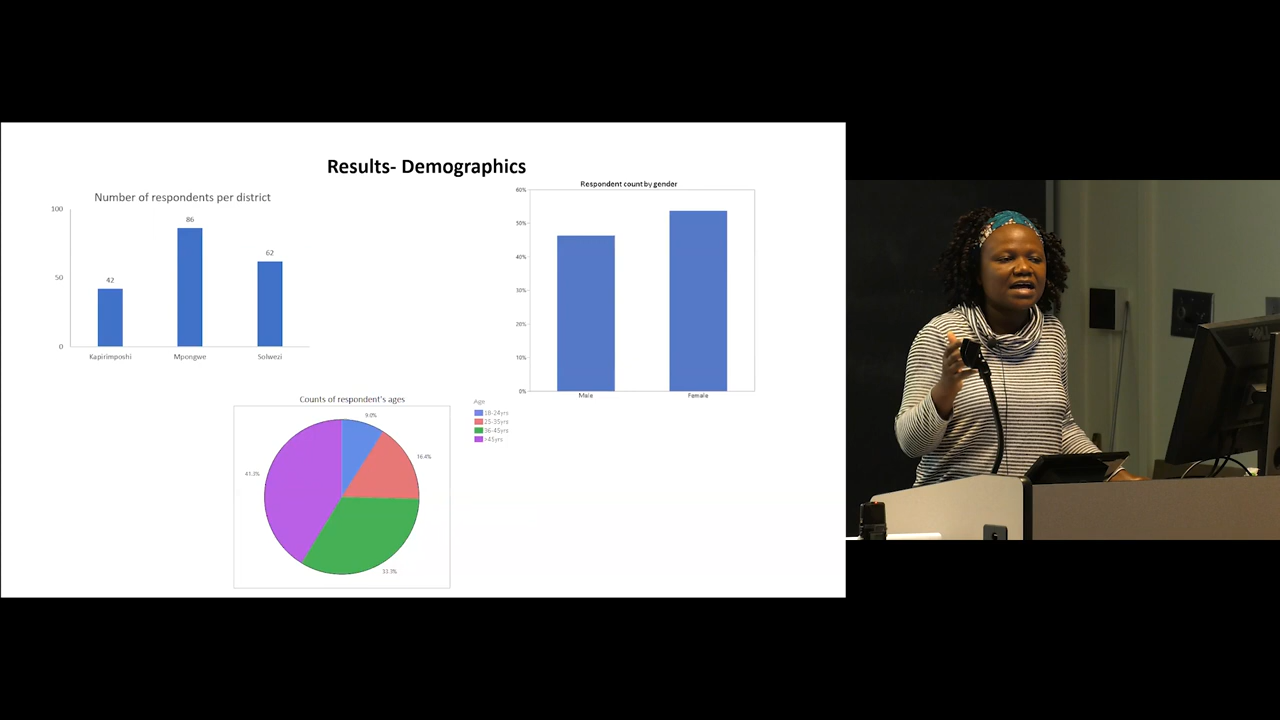 Results- Demographics
Number of respondents per district
100
50
0
42
86
62
Kapirimposhi
Mpongwe
Solwezi
Respondent count by gender
60%
50%
40%
30%
20%
10%
0%
Male
Female
Counts of respondent's ages
9.0%
16.4%
33.3%
41.3%
Age
18-24yrs
25-35yrs
36-45yrs
>45yrs